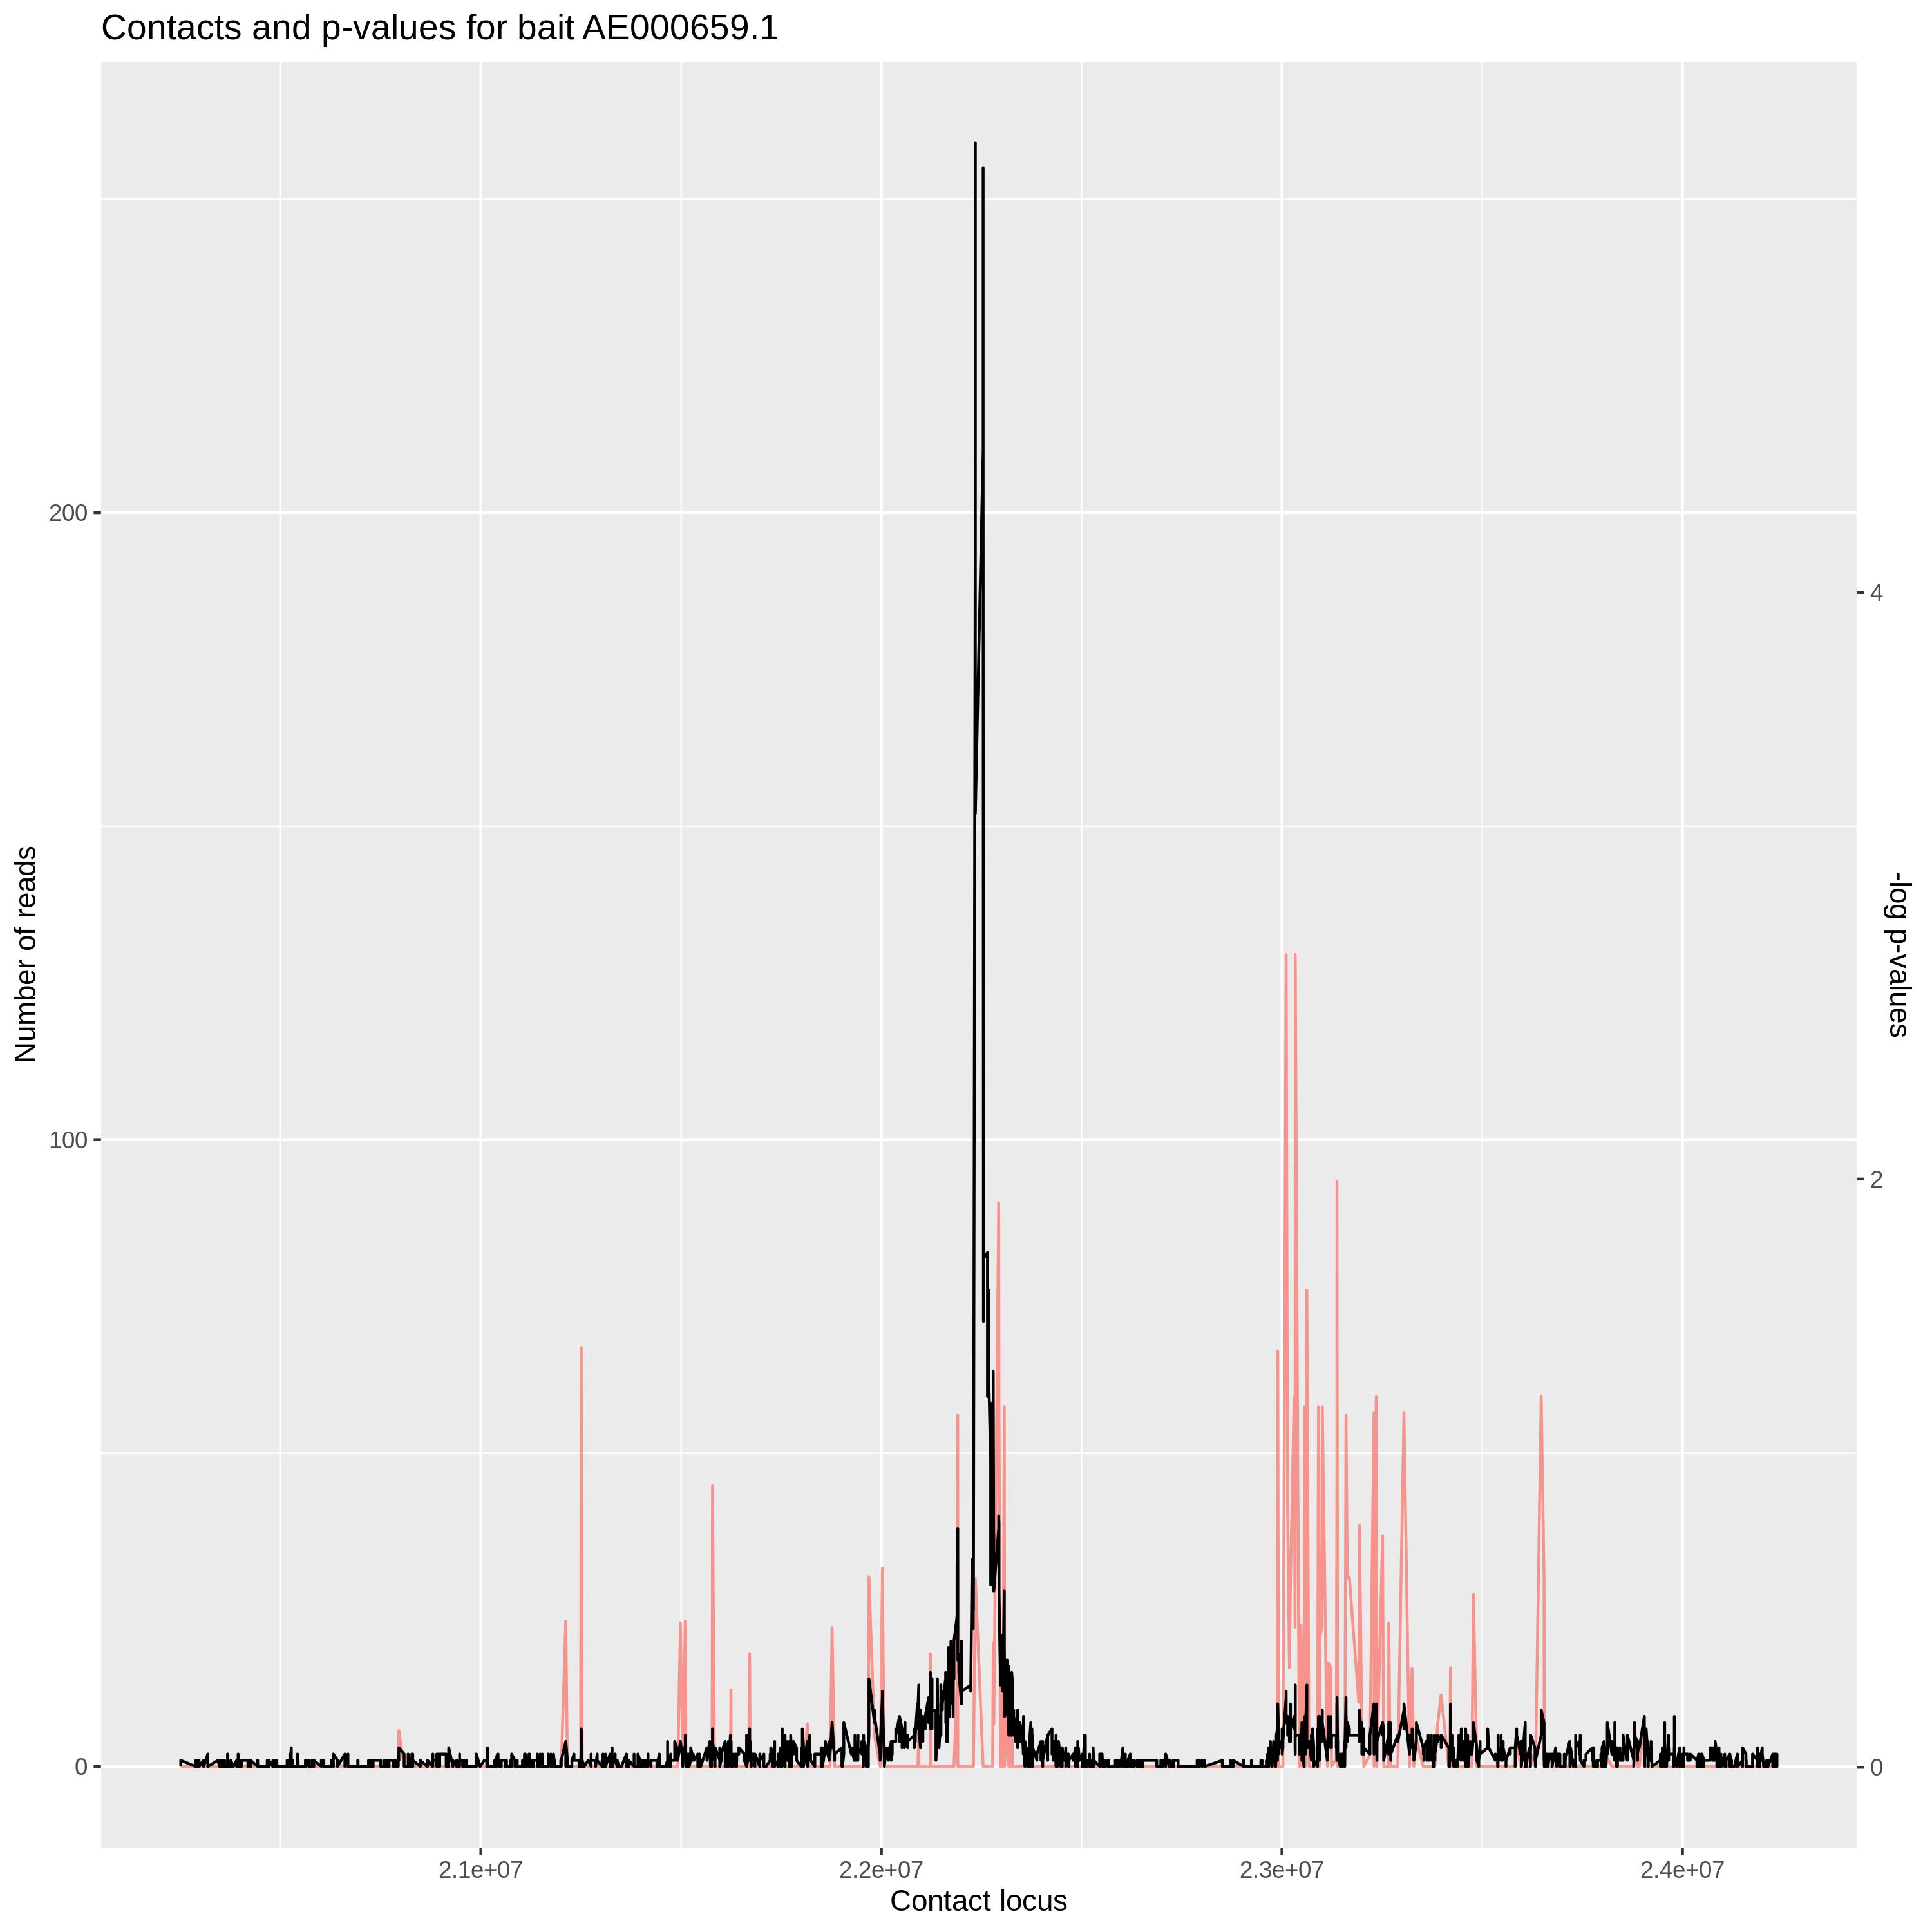 Contacts and p-values for bait AE000659.1
200
100
0
Number of reads
4
2
0
-log p-values
2.1e+07
2.2e+07
2.3e+07
2.4e+07
Contact locus